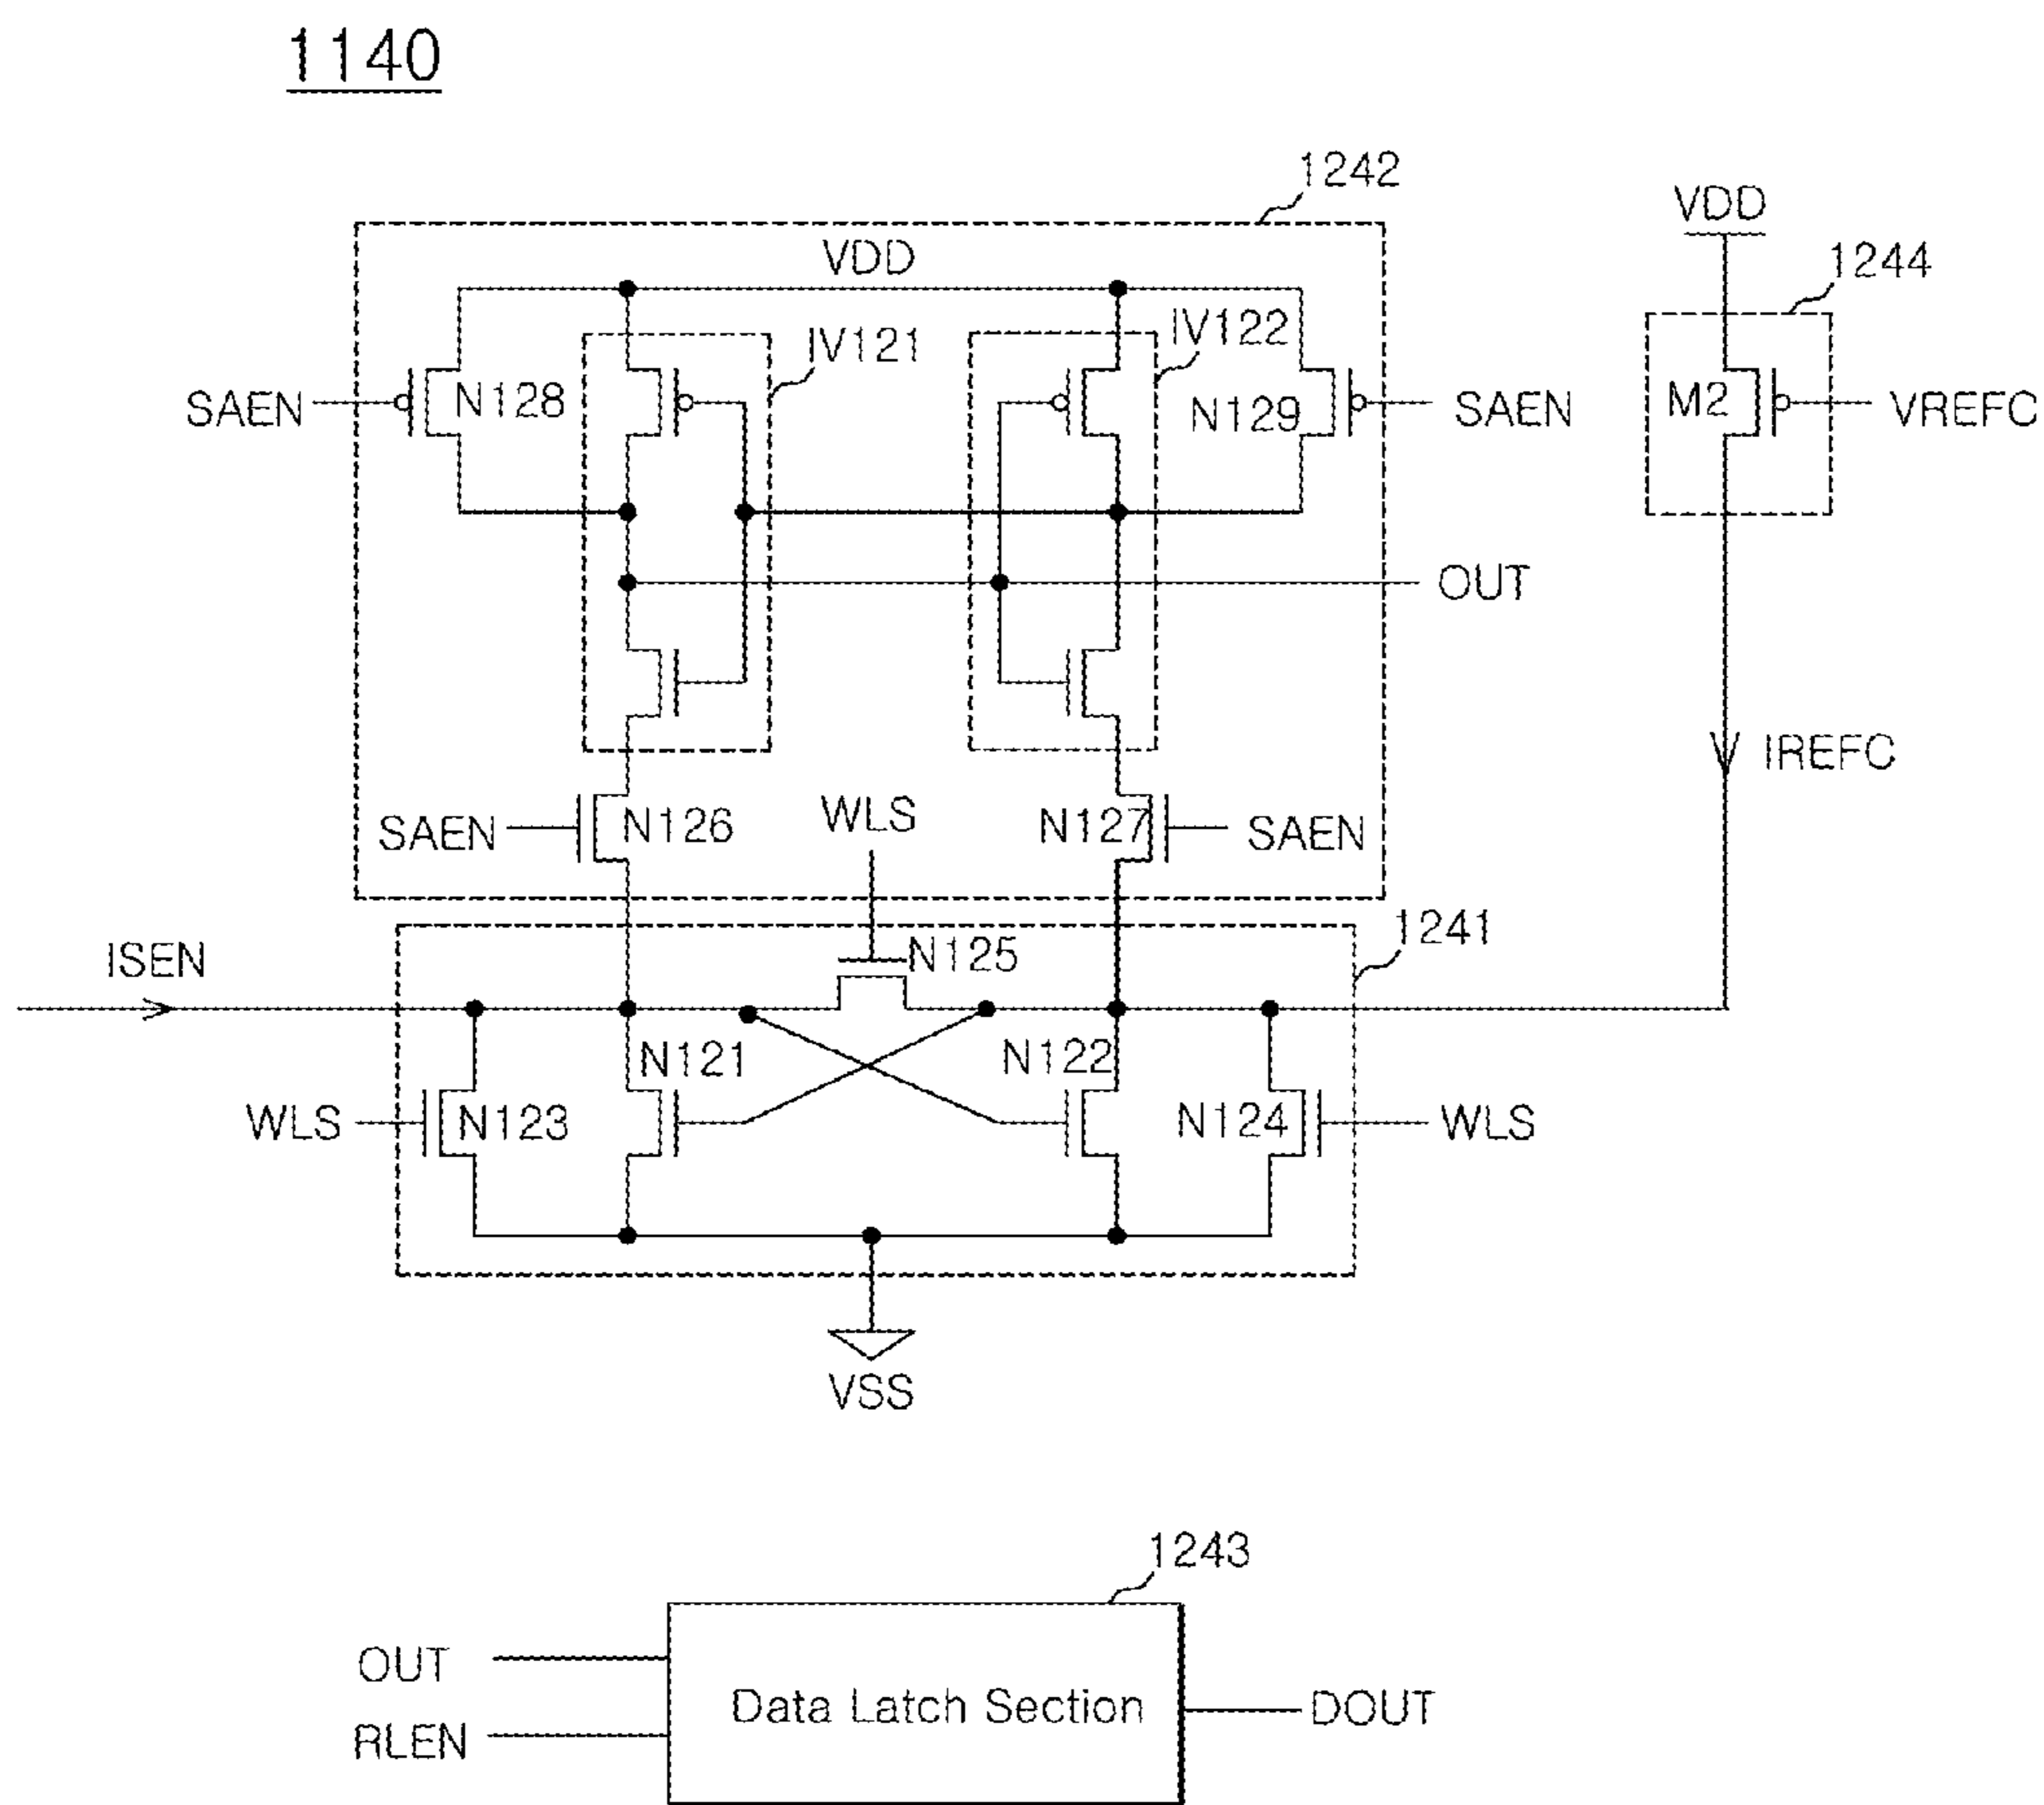 1140
1242
VDD
VDD
1244
IV121
IV122
SAEN
N128
N129
SAEN
M2
VREFC
OUT
IREFC
SAEN
N126
WLS
N127
SAEN
1241
ISEN
N125
N121
N122
WLS
N123
N124
WLS
VSS
1243
OUT
Data Latch Section
DOUT
RLEN